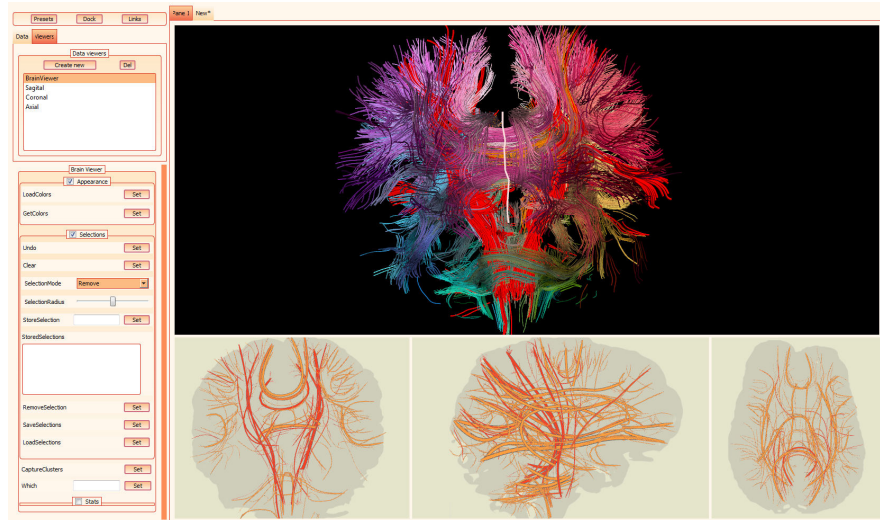 Presets Dock Links
Pane 1 New*
Data Viewers
Data viewers
Create new Del
BrainViewer
Sagital
Coronal
Axial
Brain Viewer
Appearance
LoadColors Set
GetColors Set
Selections
Undo Set
Clear Set
SelectionMode Remove
SelectionRadius
StoreSelection Set
StoredSelections
RemoveSelection Set
SaveSelections Set
LoadSelections Set
CaptureClusters Set
Which Set
Stats